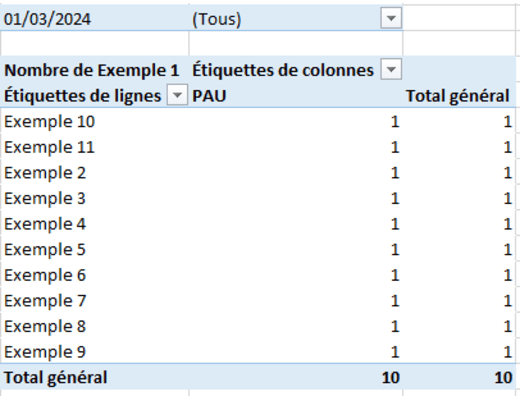 01/03/2024 (Tous)
Nombre de Exemple 1 Étiquettes de colonnes
Étiquettes de lignes PAU Total général
Exemple 10 1 1
Exemple 11 1 1
Exemple 2 1 1
Exemple 3 1 1
Exemple 4 1 1
Exemple 5 1 1
Exemple 6 1 1
Exemple 7 1 1
Exemple 8 1 1
Exemple 9 1 1
Total général 10 10